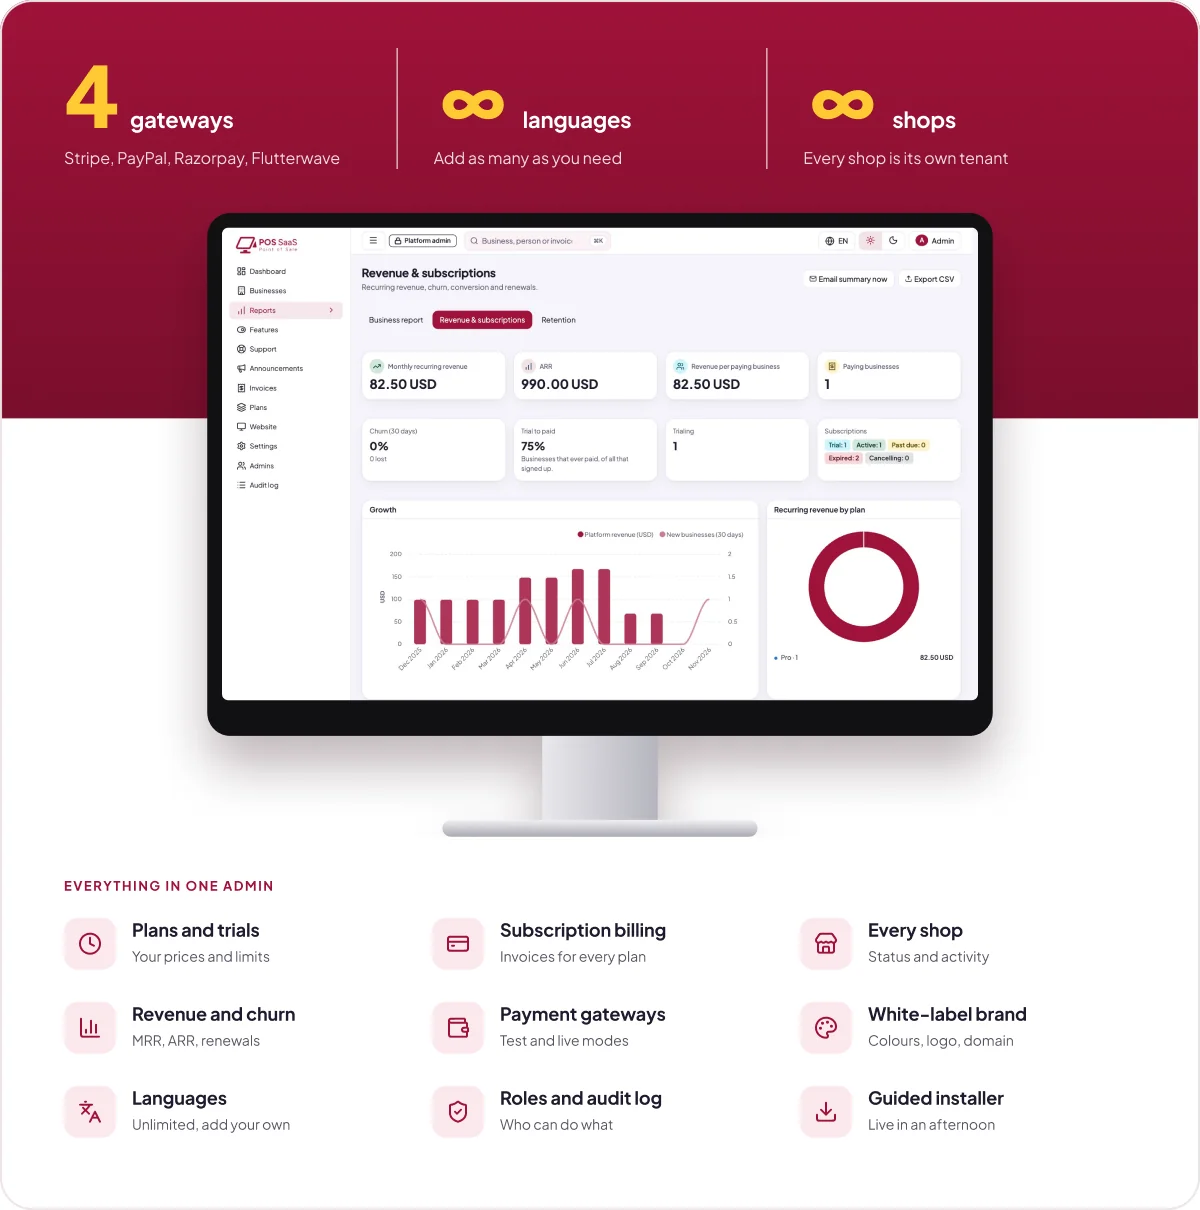 4 gateways
Stripe, PayPal, Razorpay, Flutterwave
∞ languages
Add as many as you need
∞ shops
Every shop is its own tenant
POS SaaS
Point of Sale
Dashboard
Businesses
Reports
Features
Support
Announcements
Invoices
Plans
Website
Settings
Admins
Audit log
Platform admin
Business, person or invoic
⌘K
EN
A Admin
Revenue & subscriptions
Recurring revenue, churn, conversion and renewals.
Email summary now
Export CSV
Business report
Revenue & subscriptions
Retention
Monthly recurring revenue
82.50 USD
ARR
990.00 USD
Revenue per paying business
82.50 USD
Paying businesses
1
Churn (30 days)
0%
0 lost
Trial to paid
75%
Businesses that ever paid, of all that
signed up.
Trialing
1
Subscriptions
Trial: 1 Active: 1 Past due: 0
Expired: 2 Cancelling: 0
Growth
Platform revenue (USD) New businesses (30 days)
200
150
100
50
0
USD
2
1.5
1
0.5
0
Dec 2025
Jan 2026
Feb 2026
Mar 2026
Apr 2026
May 2026
Jun 2026
Jul 2026
Aug 2026
Sep 2026
Oct 2026
Nov 2026
Recurring revenue by plan
Pro · 1
82.50 USD
EVERYTHING IN ONE ADMIN
Plans and trials
Your prices and limits
Subscription billing
Invoices for every plan
Every shop
Status and activity
Revenue and churn
MRR, ARR, renewals
Payment gateways
Test and live modes
White-label brand
Colours, logo, domain
Languages
Unlimited, add your own
Roles and audit log
Who can do what
Guided installer
Live in an afternoon